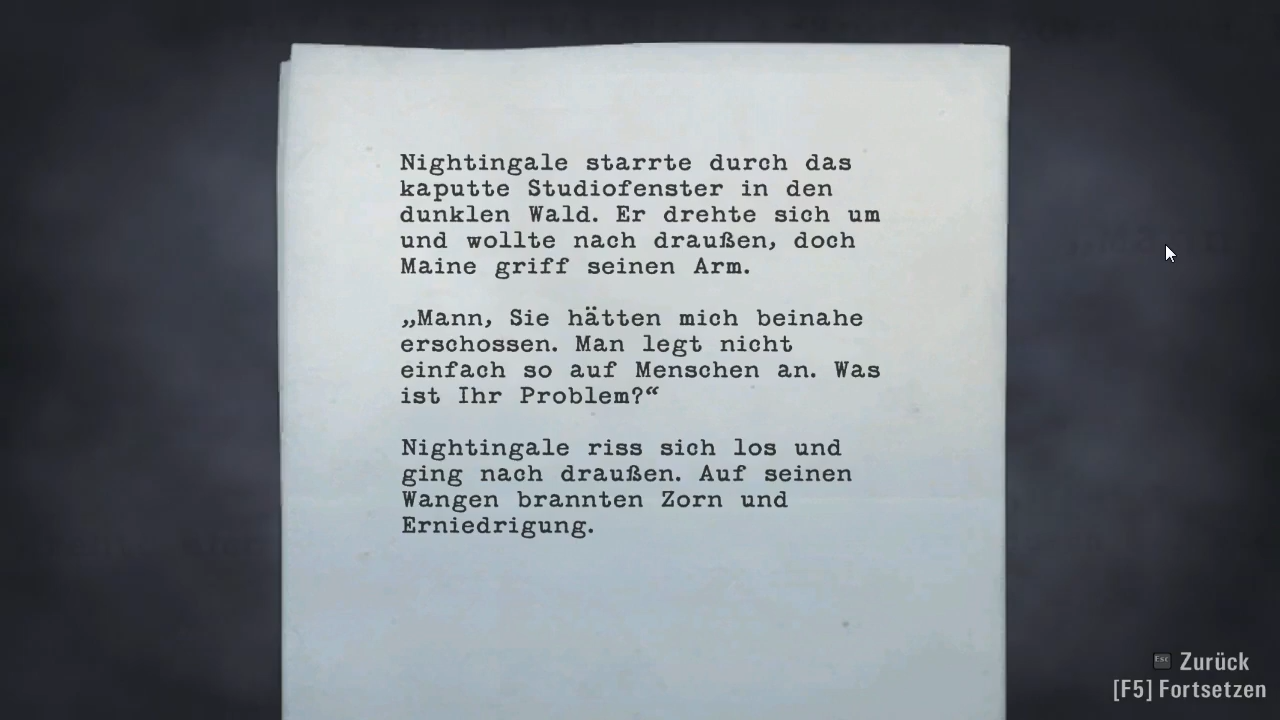 Nightingale starrte durch das
kaputte Studiofenster in den
dunklen Wald. Er drehte sich um
und wollte nach draußen, doch
Maine griff seinen Arm.
„Mann, Sie hätten mich beinahe
erschossen. Man legt nicht
einfach so auf Menschen an. Was
ist Ihr Problem?“
Nightingale riss sich los und
ging nach draußen. Auf seinen
Wangen brannten Zorn und
Erniedrigung.
Esc Zurück
[F5] Fortsetzen